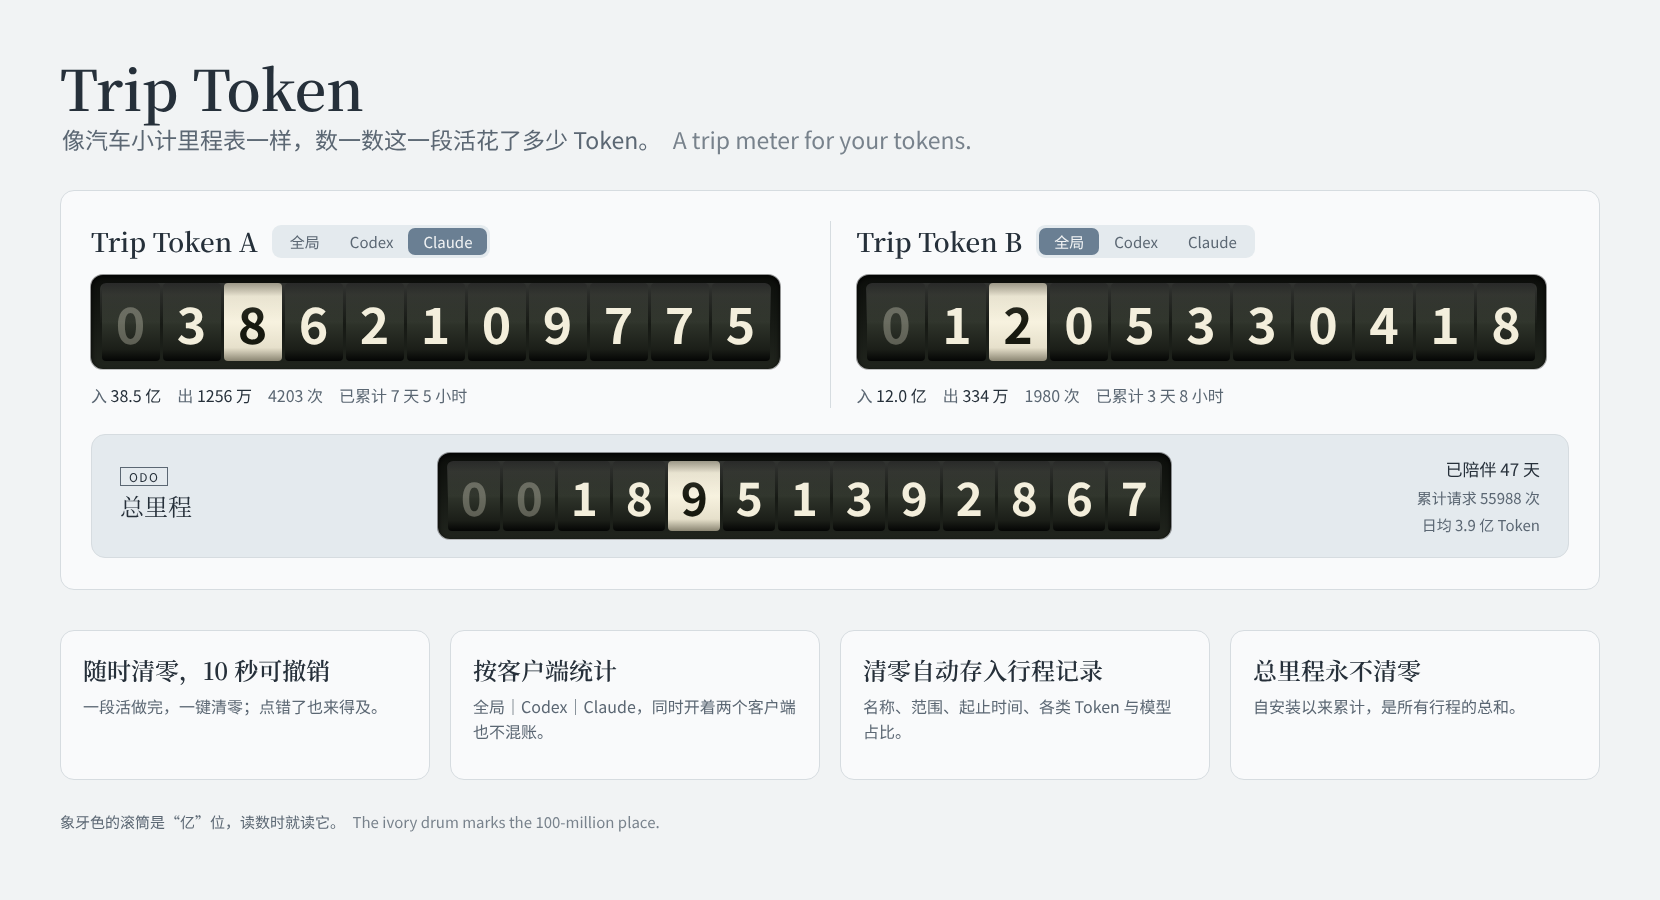 Trip Token
像汽车小计里程表一样，数一数这一段活花了多少 Token。 A trip meter for your tokens.
Trip Token A 全局 Codex Claude
0 3 8 6 2 1 0 9 7 7 5
入 38.5 亿 出 1256 万 4203 次 已累计 7 天 5 小时
Trip Token B 全局 Codex Claude
0 1 2 0 5 3 3 0 4 1 8
入 12.0 亿 出 334 万 1980 次 已累计 3 天 8 小时
ODO
总里程
0 0 1 8 9 5 1 3 9 2 8 6 7
已陪伴 47 天
累计请求 55988 次
日均 3.9 亿 Token
随时清零，10 秒可撤销
一段活做完，一键清零；点错了也来得及。
按客户端统计
全局｜Codex｜Claude，同时开着两个客户端
也不混账。
清零自动存入行程记录
名称、范围、起止时间、各类 Token 与模型
占比。
总里程永不清零
自安装以来累计，是所有行程的总和。
象牙色的滚筒是“亿”位，读数时就读它。 The ivory drum marks the 100-million place.